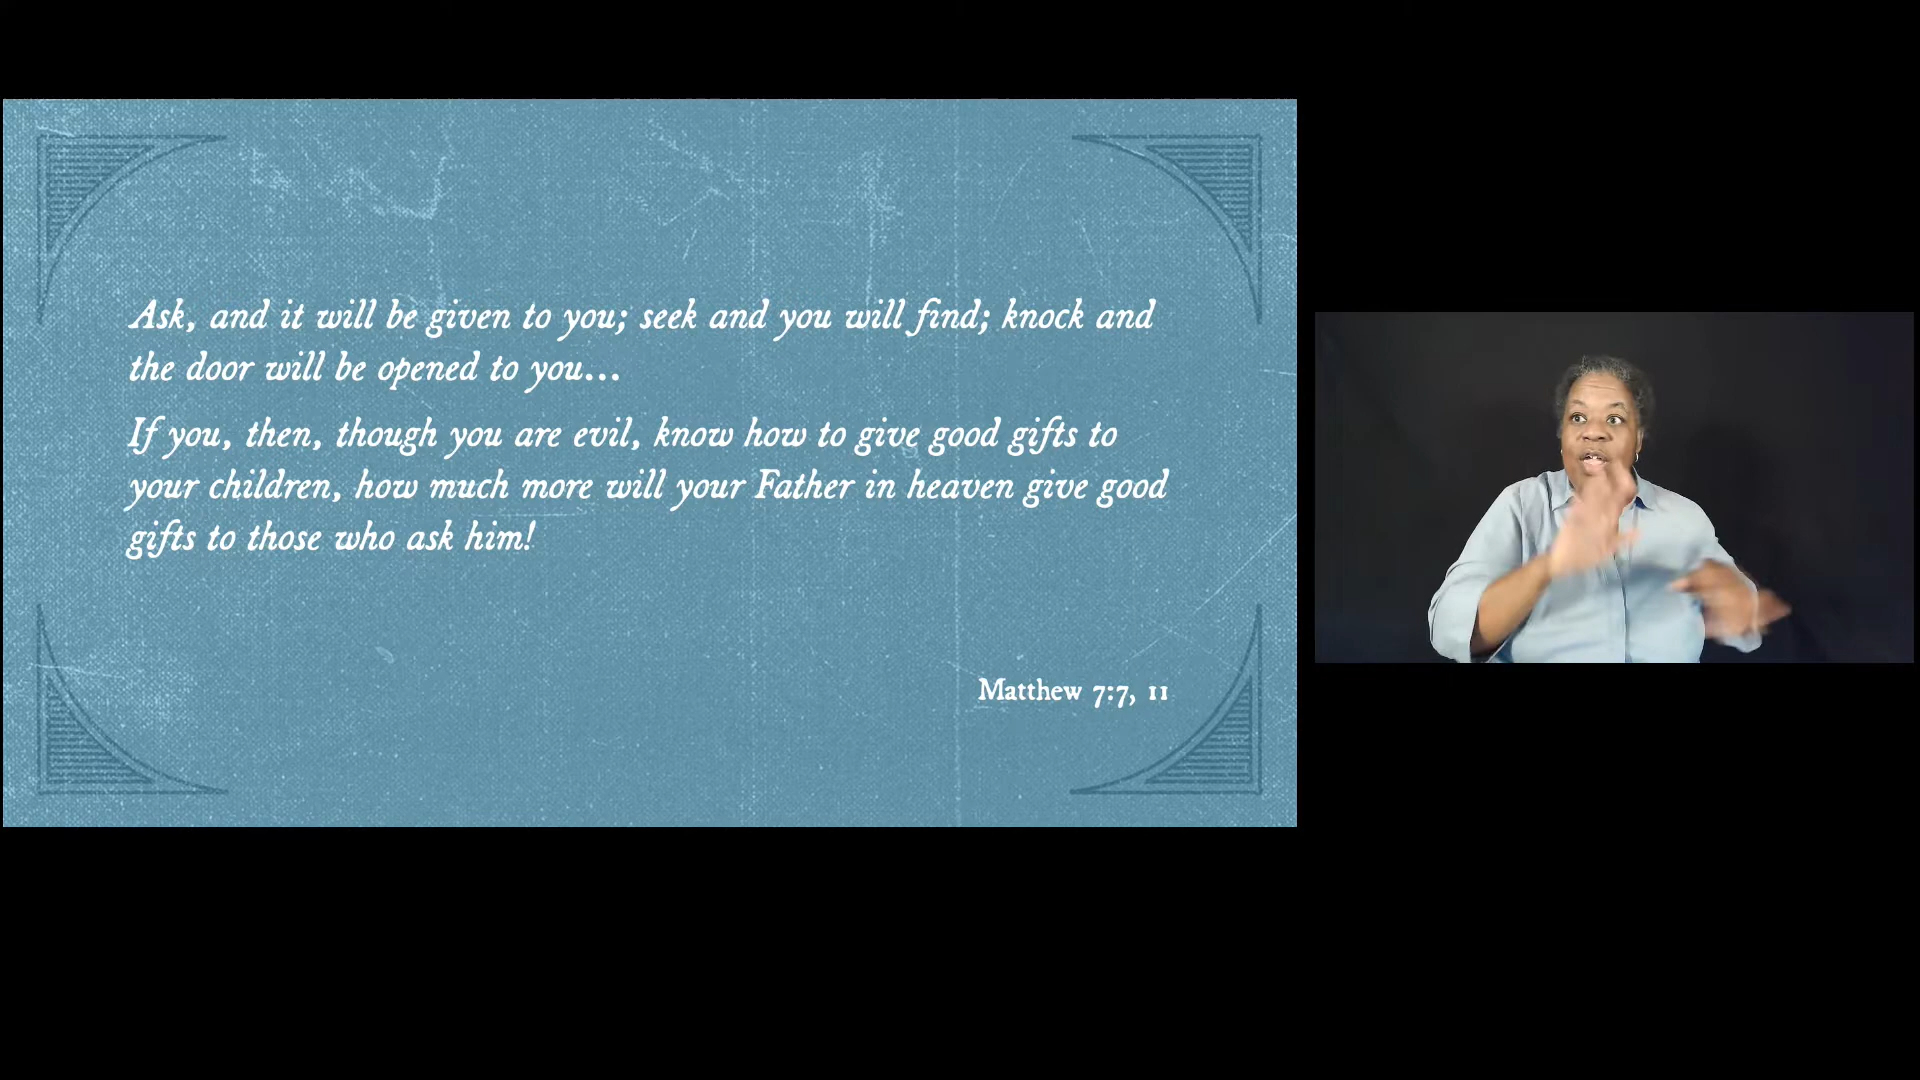 Ask, and it will be given to you; seek and you will find; knock and
the door will be opened to you...
If you, then, though you are evil, know how to give good gifts to
your children, how much more will your Father in heaven give good
gifts to those who ask him!
Matthew 7:7, 11